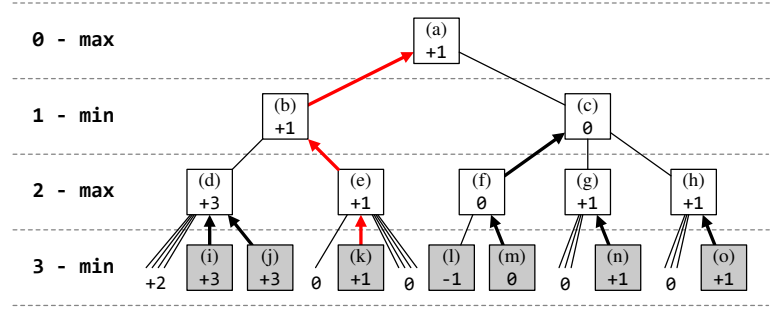 0 - max
(a)
+1
1 - min
(b)
+1
(c)
0
2 - max
(d)
+3
(e)
+1
(f)
0
(g)
+1
(h)
+1
3 - min
+2
(i)
+3
(j)
+3
0
(k)
+1
0
(l)
-1
(m)
0
0
(n)
+1
0
(o)
+1